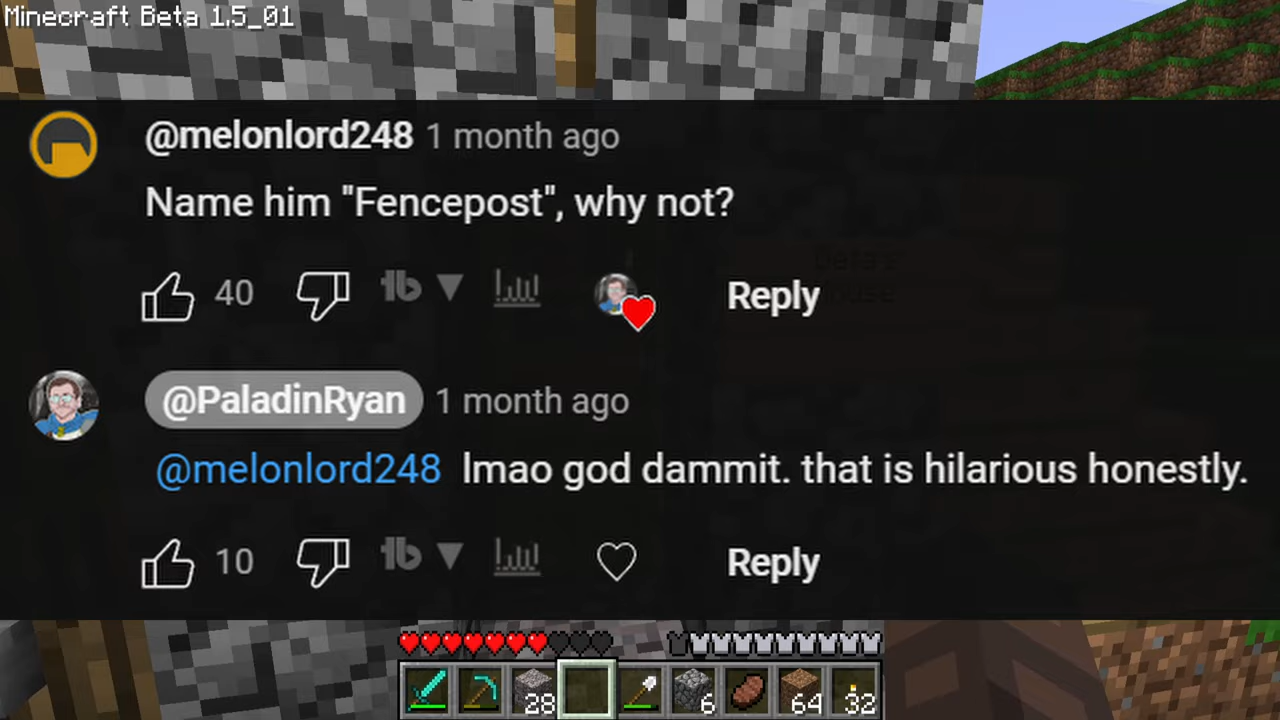 Minecraft Beta 1.5_01
@melonlord248 1 month ago
Name him "Fencepost", why not?
40 Reply
@PaladinRyan 1 month ago
@melonlord248 lmao god dammit. that is hilarious honestly.
10 Reply
28 6 64 32